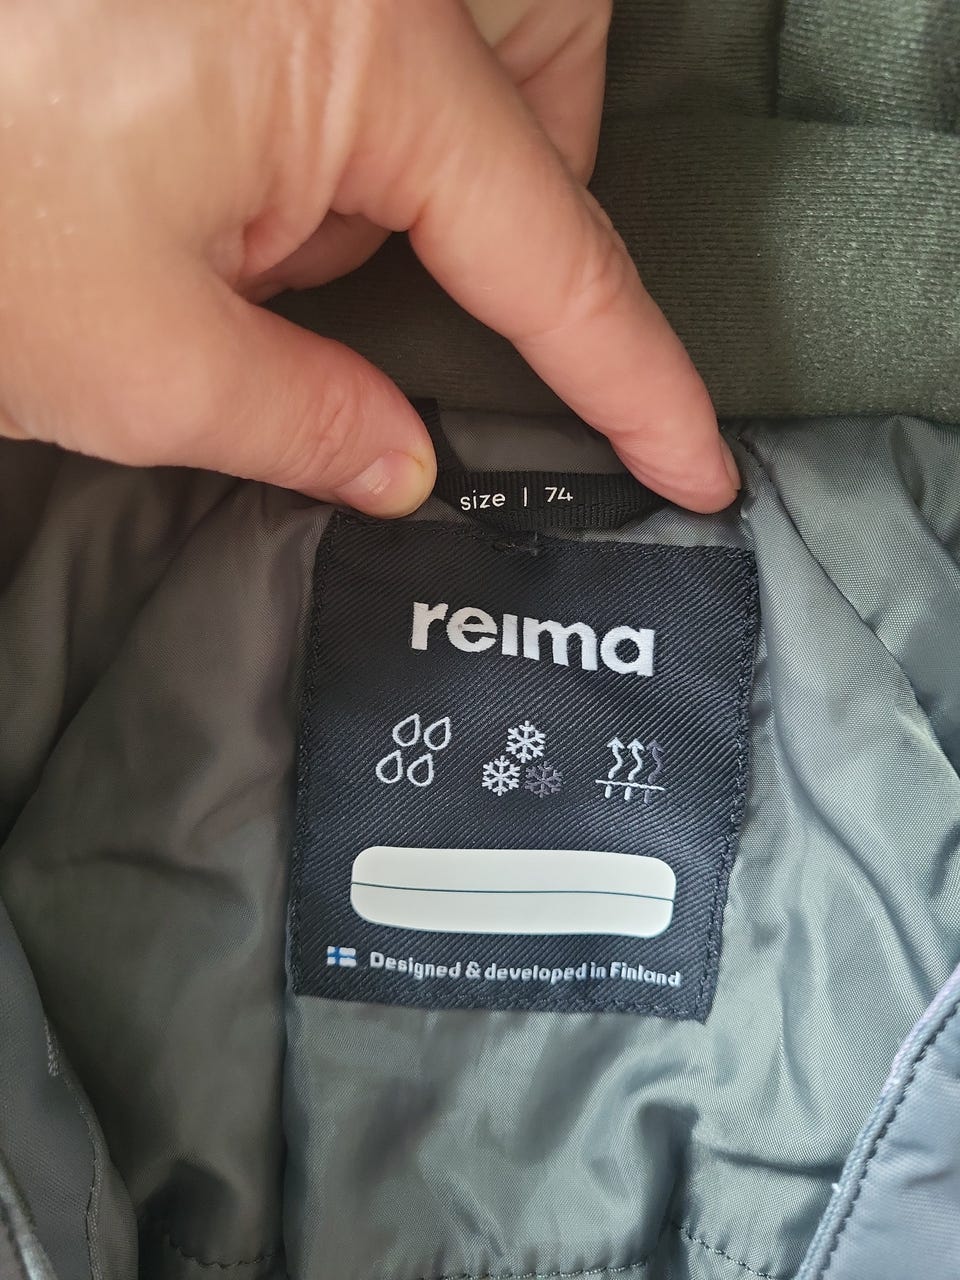 size | 74
reima
Designed & developed in Finland